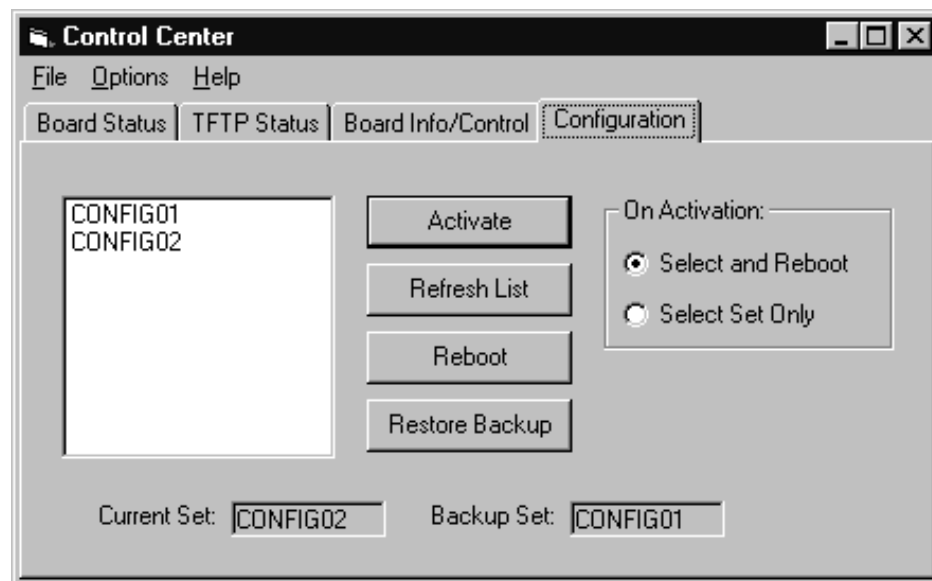 Control Center
File Options Help
Board Status TFTP Status Board Info/Control Configuration
CONFIG01
CONFIG02
Activate
Refresh List
Reboot
Restore Backup
On Activation:
Select and Reboot
Select Set Only
Current Set: CONFIG02 Backup Set: CONFIG01